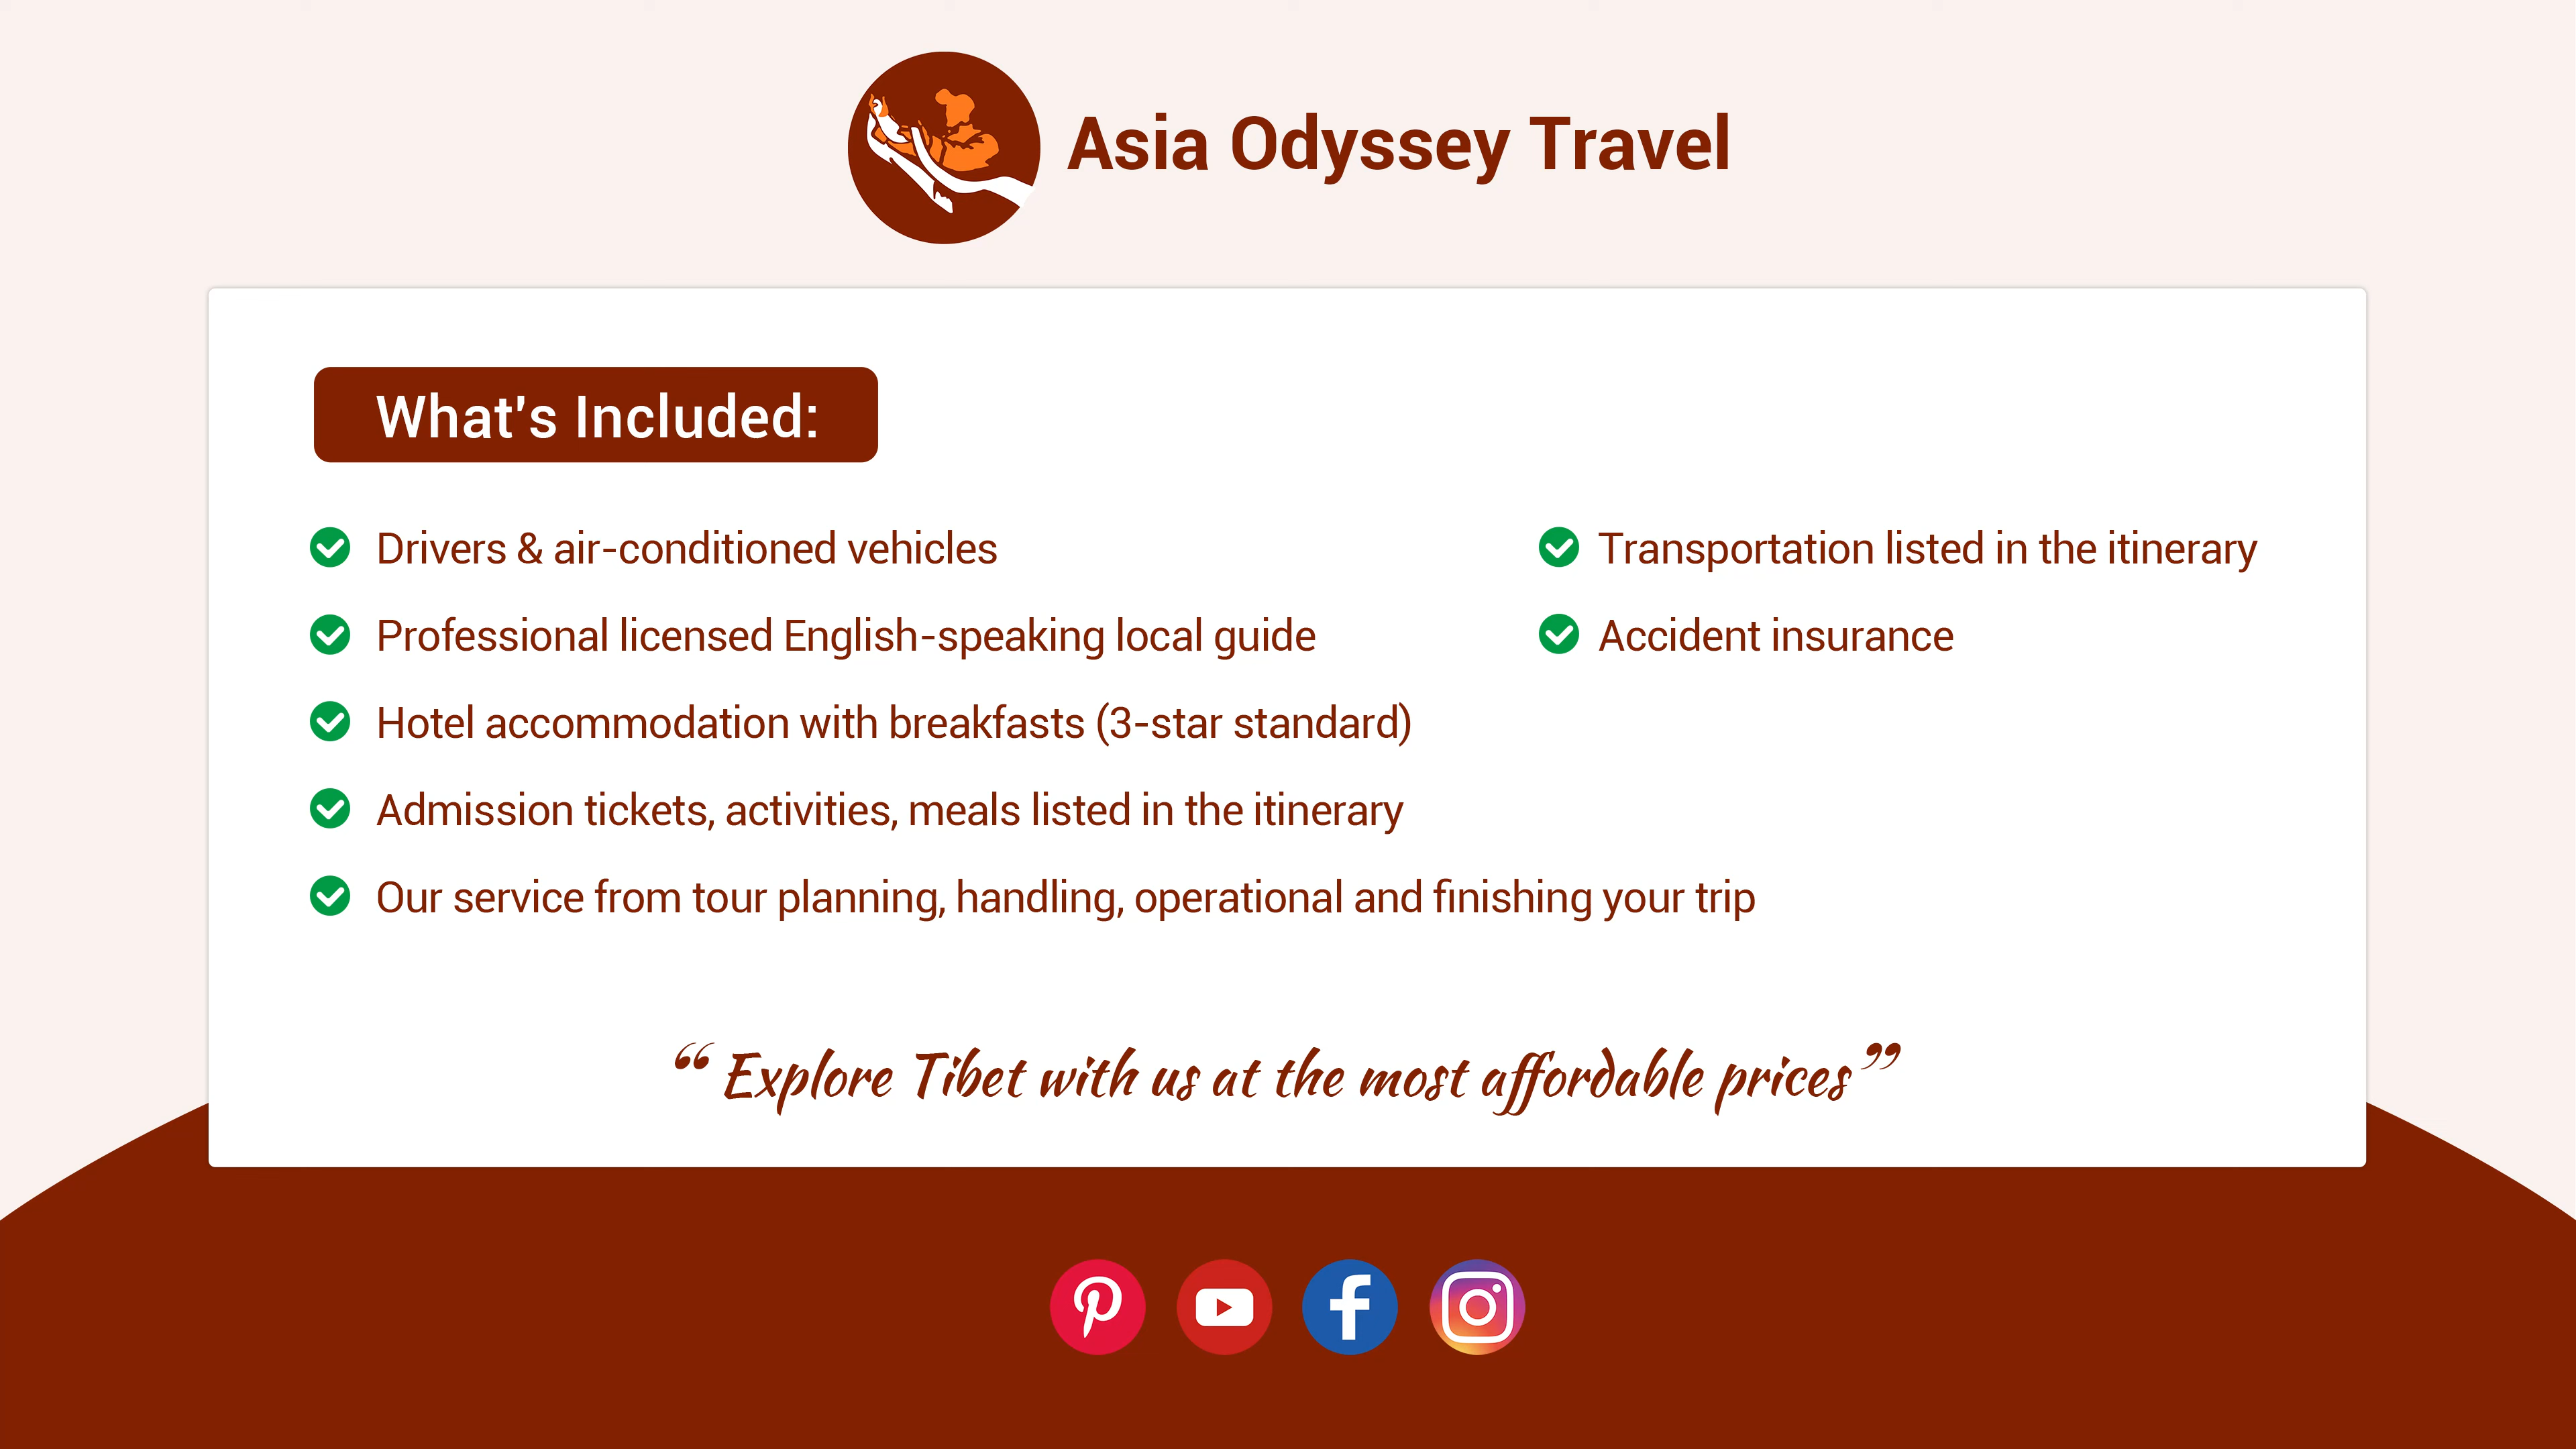 Asia Odyssey Travel
What's Included:
Drivers & air-conditioned vehicles
Professional licensed English-speaking local guide
Hotel accommodation with breakfasts (3-star standard)
Admission tickets, activities, meals listed in the itinerary
Our service from tour planning, handling, operational and finishing your trip
Transportation listed in the itinerary
Accident insurance
“ Explore Tibet with us at the most affordable prices”